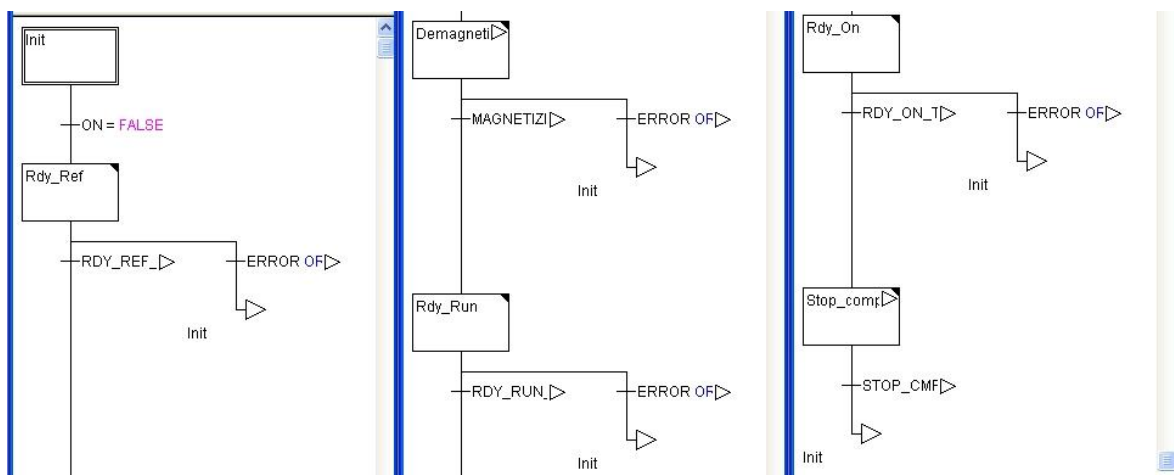 Init
ON = FALSE
Rdy_Ref
RDY_REF_
ERROR OF
Init
Demagneti
MAGNETIZI
ERROR OF
Init
Rdy_Run
RDY_RUN_
ERROR OF
Init
Rdy_On
RDY_ON_T
ERROR OF
Init
Stop_comp
STOP_CMF
Init